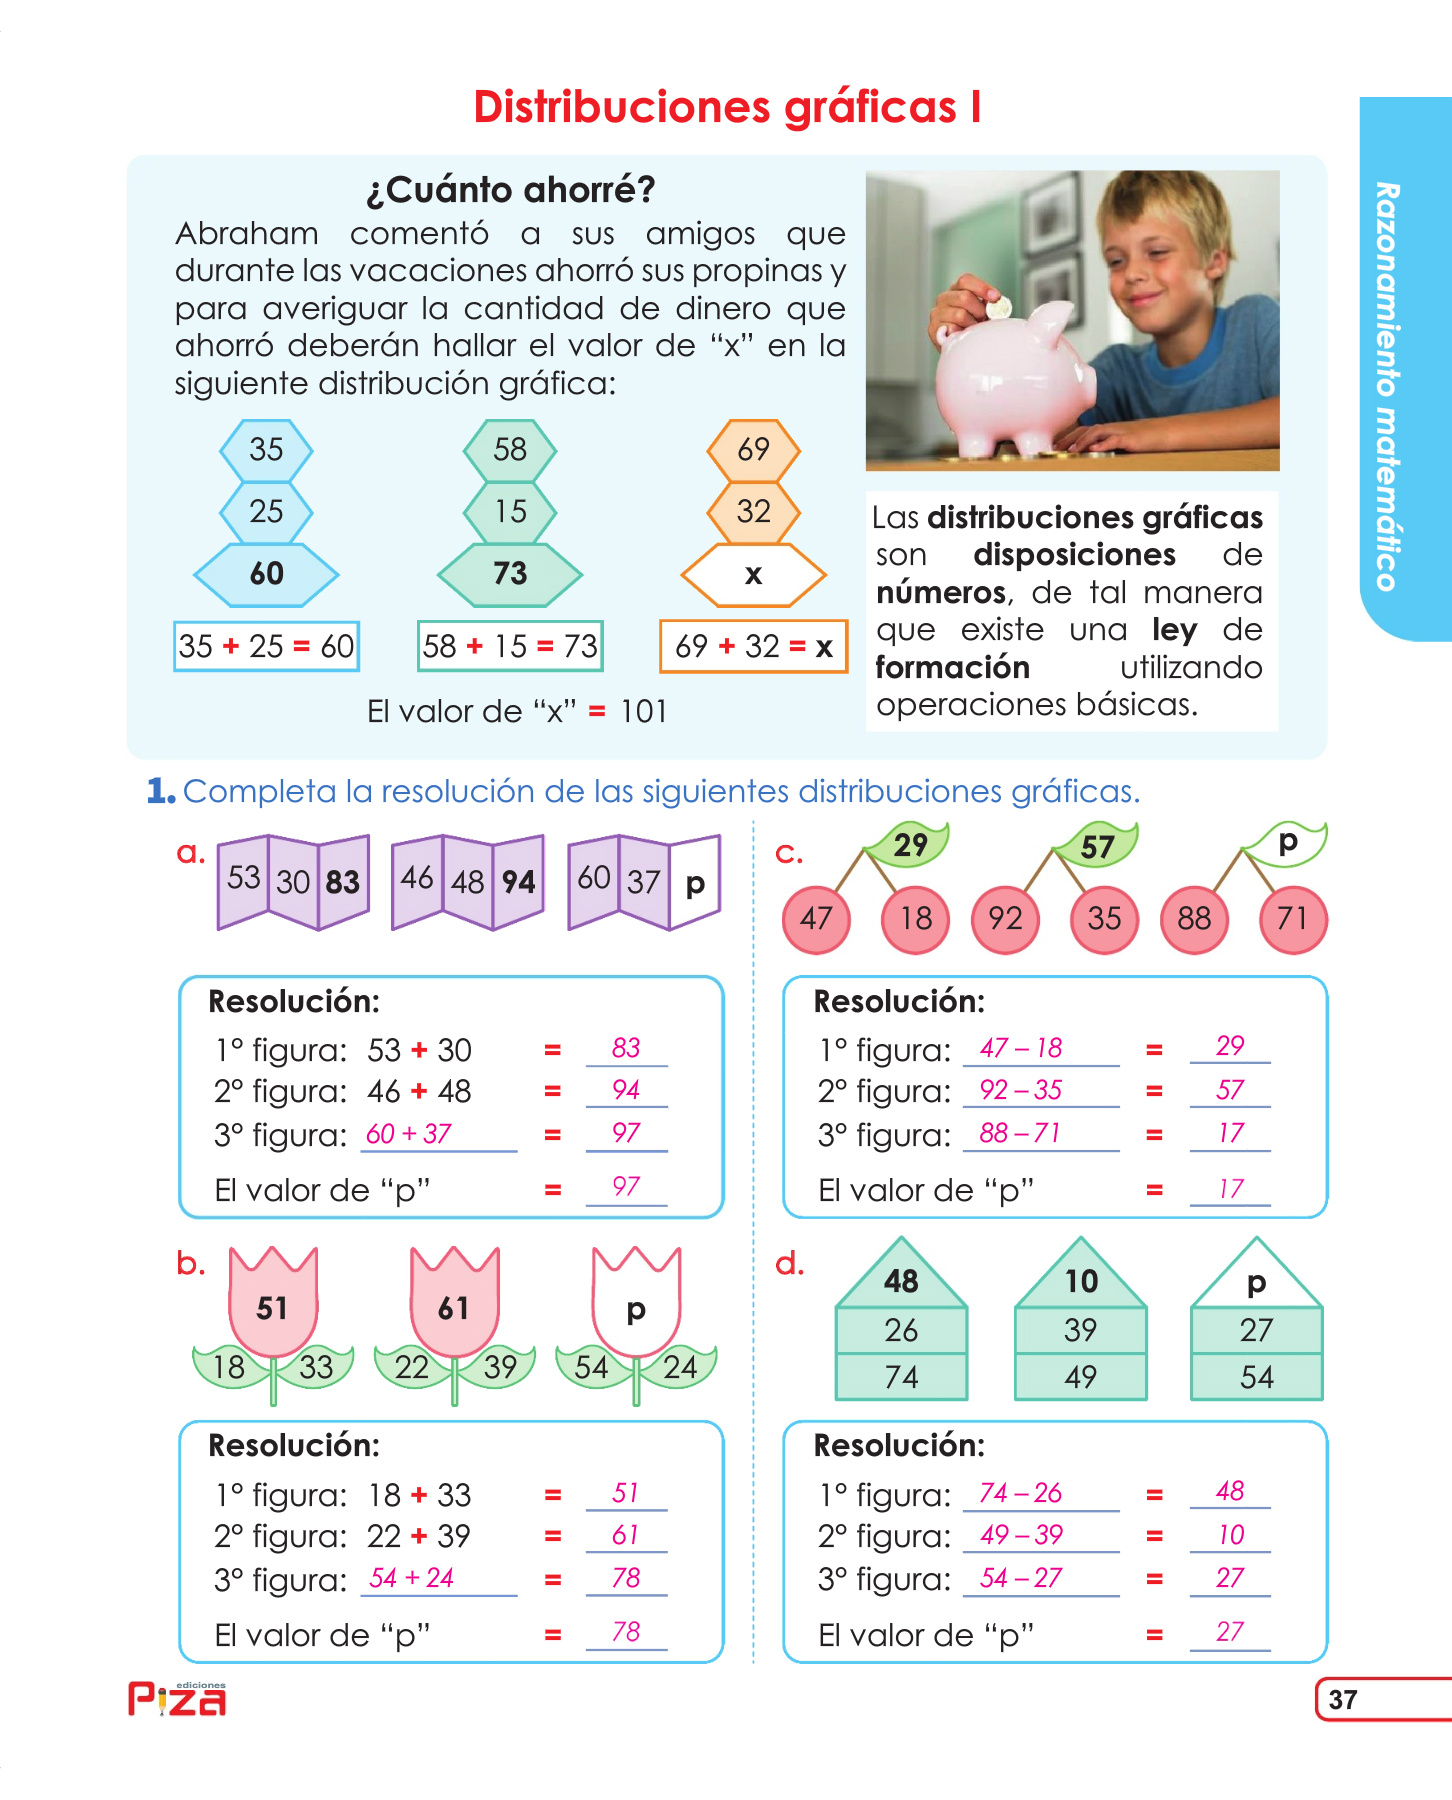 Distribuciones gráficas I
Razonamiento matemático
¿Cuánto ahorré?
Abraham comentó a sus amigos que
durante las vacaciones ahorró sus propinas y
para averiguar la cantidad de dinero que
ahorró deberán hallar el valor de “x” en la
siguiente distribución gráfica:
35 58 69
25 15 32
60 73 x
35 + 25 = 60 58 + 15 = 73 69 + 32 = x
El valor de “x” = 101
Las distribuciones gráficas
son disposiciones de
números, de tal manera
que existe una ley de
formación utilizando
operaciones básicas.
1. Completa la resolución de las siguientes distribuciones gráficas.
a. 53 30 83 46 48 94 60 37 p
Resolución:
1° figura: 53 + 30 = 83
2° figura: 46 + 48 = 94
3° figura: 60 + 37 = 97
El valor de “p” = 97
b. 51 61 p
18 33 22 39 54 24
Resolución:
1° figura: 18 + 33 = 51
2° figura: 22 + 39 = 61
3° figura: 54 + 24 = 78
El valor de “p” = 78
c. 29 57 p
47 18 92 35 88 71
Resolución:
1° figura: 47 – 18 = 29
2° figura: 92 – 35 = 57
3° figura: 88 – 71 = 17
El valor de “p” = 17
d. 48 10 p
26 39 27
74 49 54
Resolución:
1° figura: 74 – 26 = 48
2° figura: 49 – 39 = 10
3° figura: 54 – 27 = 27
El valor de “p” = 27
ediciones
Piza
37